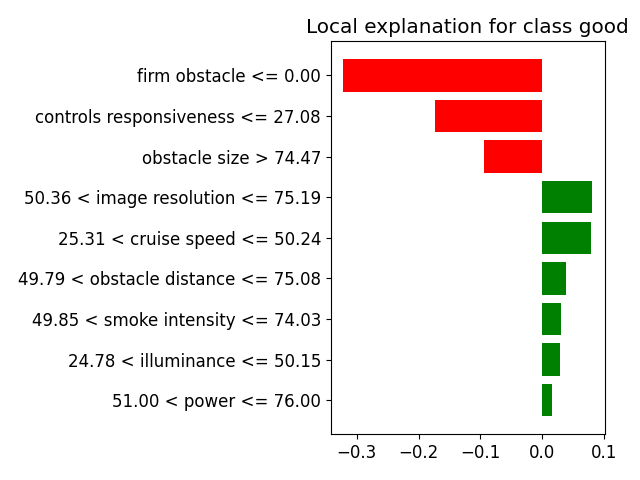 Local explanation for class good
firm obstacle <= 0.00
controls responsiveness <= 27.08
obstacle size > 74.47
50.36 < image resolution <= 75.19
25.31 < cruise speed <= 50.24
49.79 < obstacle distance <= 75.08
49.85 < smoke intensity <= 74.03
24.78 < illuminance <= 50.15
51.00 < power <= 76.00
−0.3 −0.2 −0.1 0.0 0.1